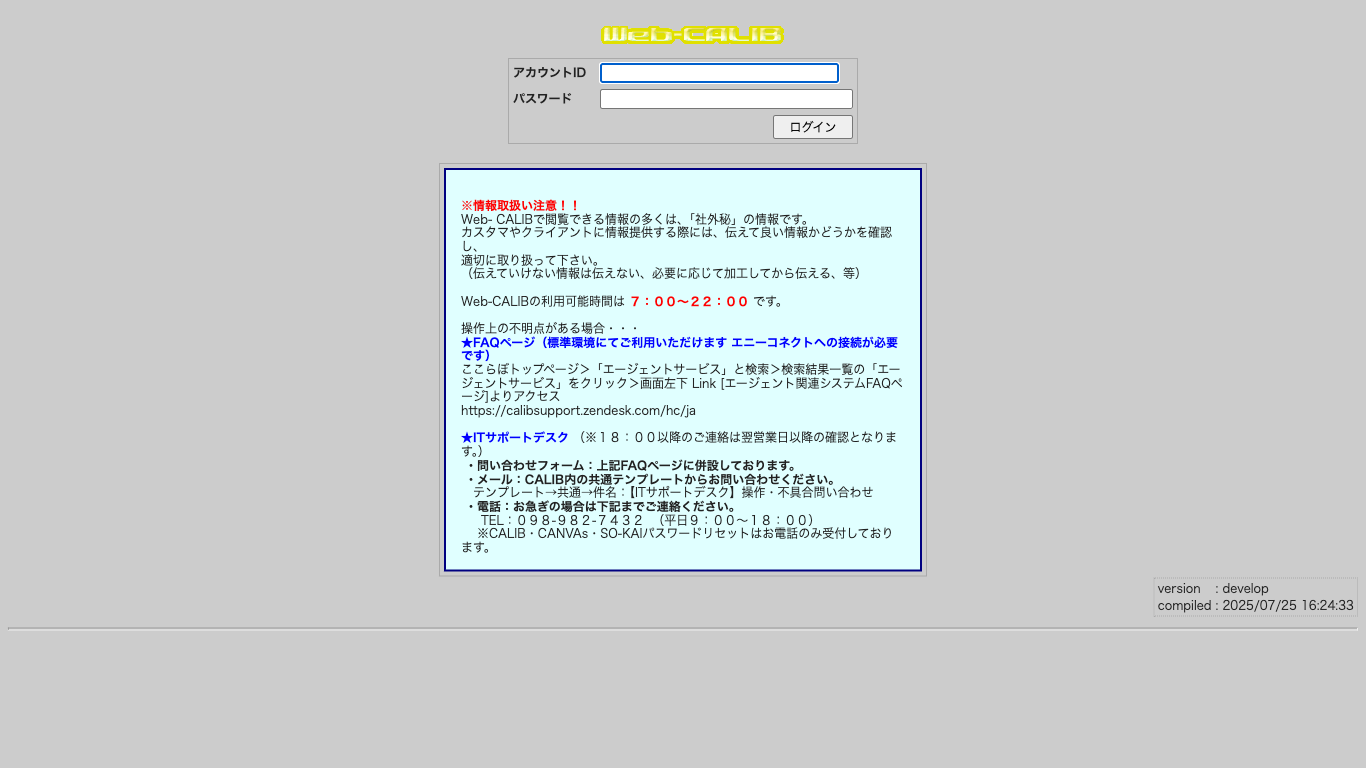 Web-CALIB
アカウントID
パスワード
ログイン
※情報取扱い注意！！
Web- CALIBで閲覧できる情報の多くは、「社外秘」の情報です。
カスタマやクライアントに情報提供する際には、伝えて良い情報かどうかを確認
し、
適切に取り扱って下さい。
（伝えていけない情報は伝えない、必要に応じて加工してから伝える、等）
Web-CALIBの利用可能時間は ７：００～２２：００ です。
操作上の不明点がある場合・・・
★FAQページ（標準環境にてご利用いただけます エニーコネクトへの接続が必要
です）
ここらぼトップページ＞「エージェントサービス」と検索＞検索結果一覧の「エー
ジェントサービス」をクリック＞画面左下 Link [エージェント関連システムFAQペ
ージ]よりアクセス
https://calibsupport.zendesk.com/hc/ja
★ITサポートデスク （※１８：００以降のご連絡は翌営業日以降の確認となりま
す。）
・問い合わせフォーム：上記FAQページに併設しております。
・メール：CALIB内の共通テンプレートからお問い合わせください。
テンプレート→共通→件名：【ITサポートデスク】操作・不具合問い合わせ
・電話：お急ぎの場合は下記までご連絡ください。
TEL：０９８-９８２-７４３２ （平日９：００～１８：００）
※CALIB・CANVAs・SO-KAIパスワードリセットはお電話のみ受付しており
ます。
version : develop
compiled : 2025/07/25 16:24:33